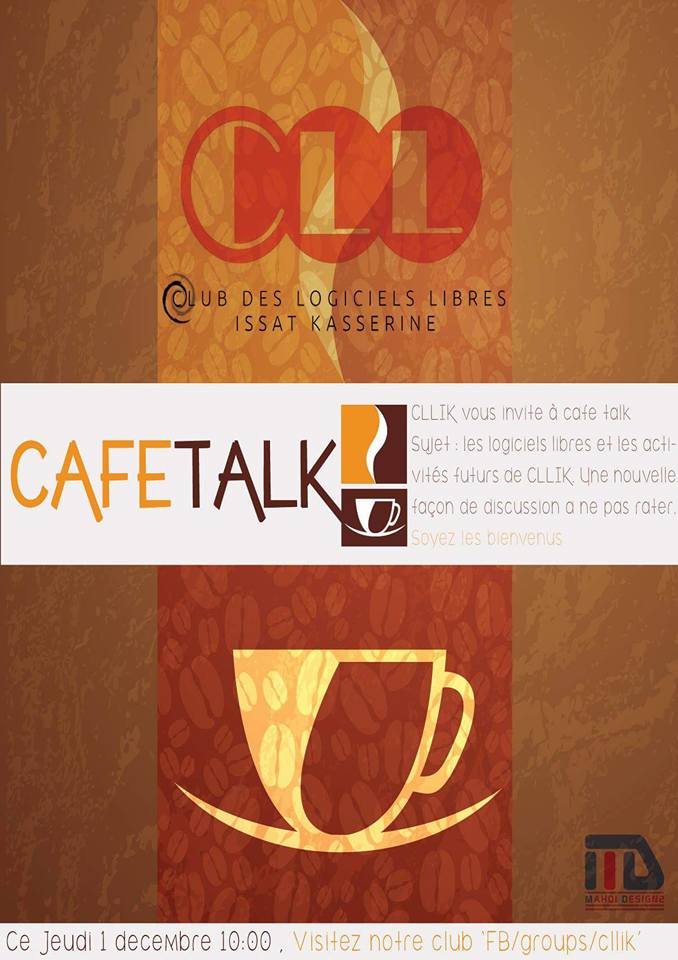 CLL
CLUB DES LOGICIELS LIBRES
ISSAT KASSERINE
CAFETALK
CLLIK vous invite à cafe talk
Sujet : les logiciels libres et les acti-
vités futurs de CLLIK. Une nouvelle
façon de discussion a ne pas rater.
Soyez les bienvenus
MAHDI DESIGNS
Ce Jeudi 1 decembre 10:00 , Visitez notre club 'FB/groups/cllik'